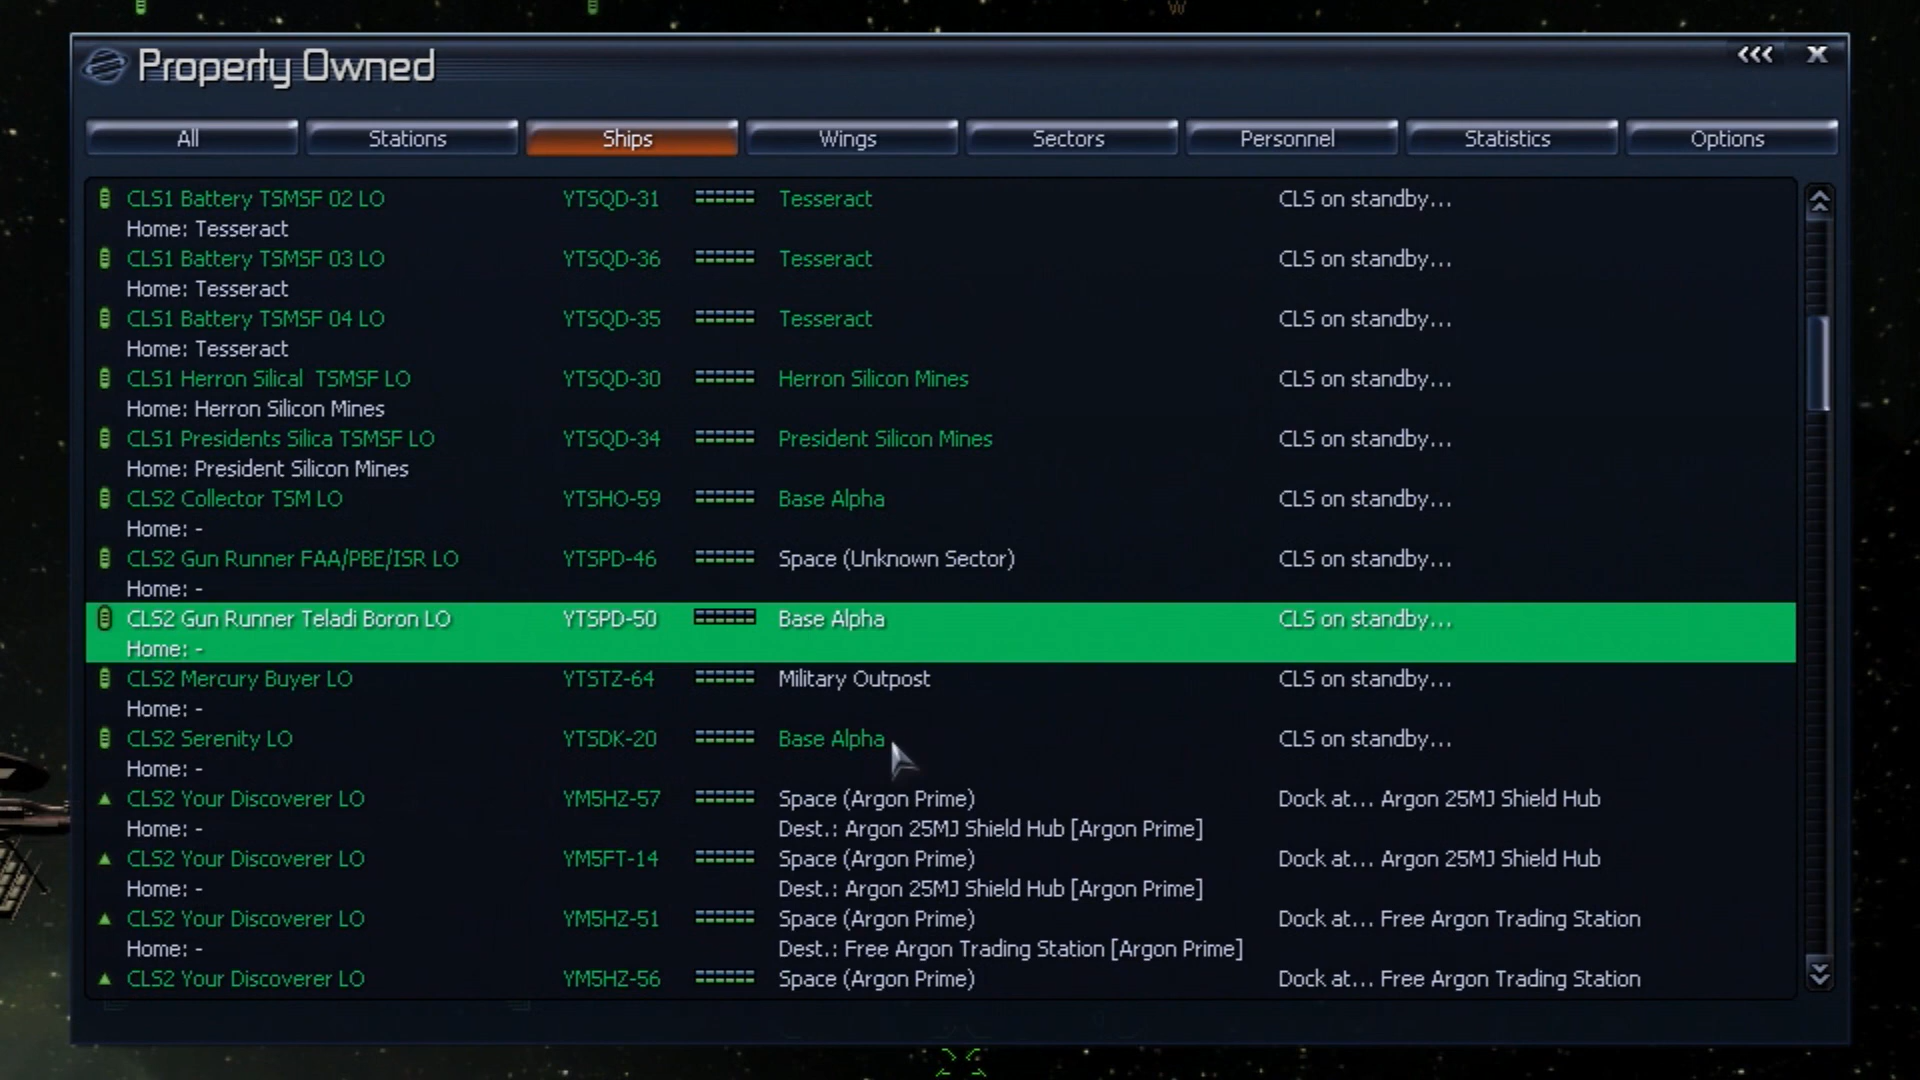 Property Owned
<<< X
All Stations Ships Wings Sectors Personnel Statistics Options
CLS1 Battery TSMSF 02 LO YTSQD-31 Tesseract CLS on standby...
Home: Tesseract
CLS1 Battery TSMSF 03 LO YTSQD-36 Tesseract CLS on standby...
Home: Tesseract
CLS1 Battery TSMSF 04 LO YTSQD-35 Tesseract CLS on standby...
Home: Tesseract
CLS1 Herron Silical TSMSF LO YTSQD-30 Herron Silicon Mines CLS on standby...
Home: Herron Silicon Mines
CLS1 Presidents Silica TSMSF LO YTSQD-34 President Silicon Mines CLS on standby...
Home: President Silicon Mines
CLS2 Collector TSM LO YTSHO-59 Base Alpha CLS on standby...
Home: -
CLS2 Gun Runner FAA/PBE/ISR LO YTSPD-46 Space (Unknown Sector) CLS on standby...
Home: -
CLS2 Gun Runner Teladi Boron LO YTSPD-50 Base Alpha CLS on standby...
Home: -
CLS2 Mercury Buyer LO YTSTZ-64 Military Outpost CLS on standby...
Home: -
CLS2 Serenity LO YTSDK-20 Base Alpha CLS on standby...
Home: -
CLS2 Your Discoverer LO YM5HZ-57 Space (Argon Prime) Dock at... Argon 25MJ Shield Hub
Home: - Dest.: Argon 25MJ Shield Hub [Argon Prime]
CLS2 Your Discoverer LO YM5FT-14 Space (Argon Prime) Dock at... Argon 25MJ Shield Hub
Home: - Dest.: Argon 25MJ Shield Hub [Argon Prime]
CLS2 Your Discoverer LO YM5HZ-51 Space (Argon Prime) Dock at... Free Argon Trading Station
Home: - Dest.: Free Argon Trading Station [Argon Prime]
CLS2 Your Discoverer LO YM5HZ-56 Space (Argon Prime) Dock at... Free Argon Trading Station